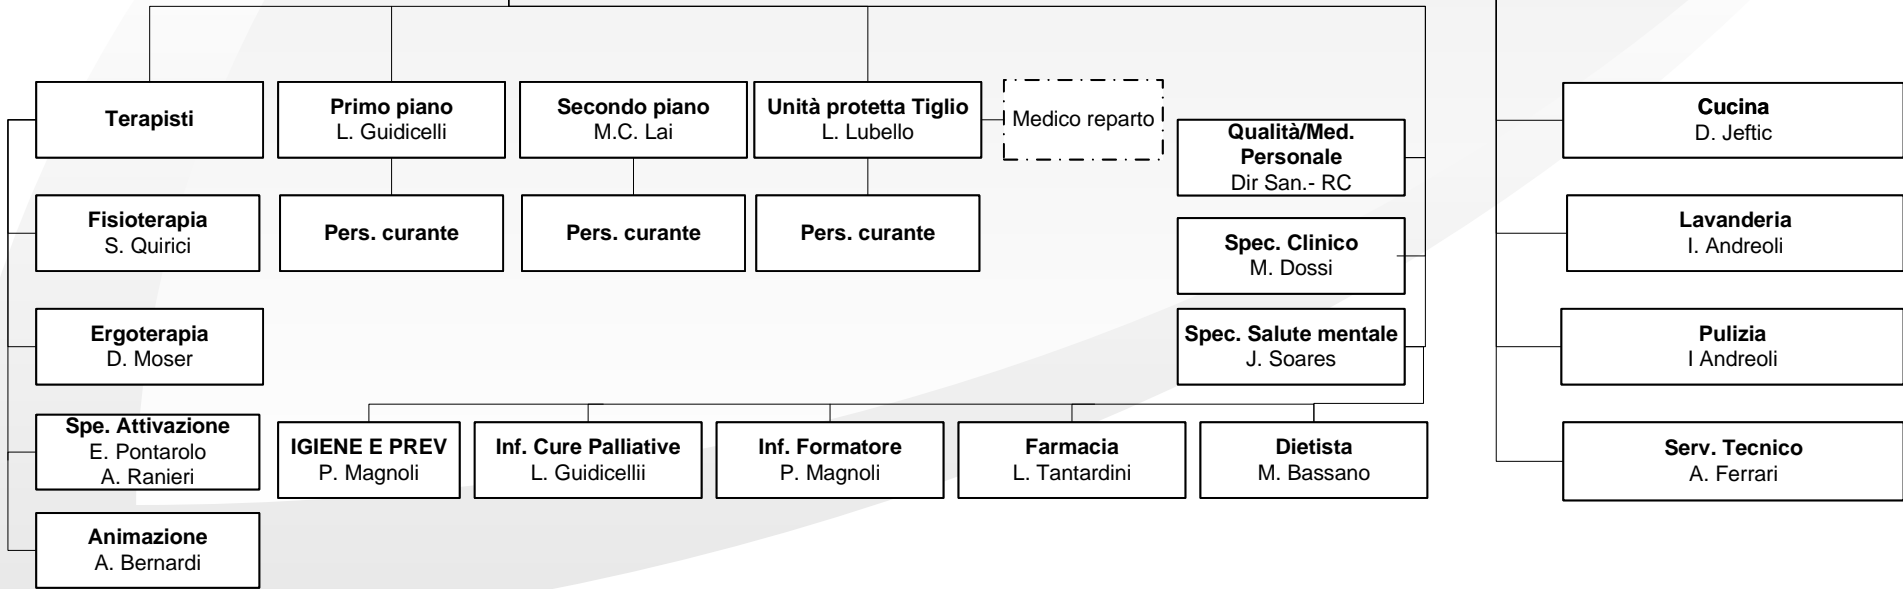 Terapisti
Primo piano
L. Guidicelli
Secondo piano
M.C. Lai
Unità protetta Tiglio
L. Lubello
Medico reparto
Qualità/Med.
Personale
Dir San.- RC
Cucina
D. Jeftic
Fisioterapia
S. Quirici
Pers. curante
Pers. curante
Pers. curante
Spec. Clinico
M. Dossi
Lavanderia
I. Andreoli
Ergoterapia
D. Moser
Spec. Salute mentale
J. Soares
Pulizia
I Andreoli
Spe. Attivazione
E. Pontarolo
A. Ranieri
IGIENE E PREV
P. Magnoli
Inf. Cure Palliative
L. Guidicellii
Inf. Formatore
P. Magnoli
Farmacia
L. Tantardini
Dietista
M. Bassano
Serv. Tecnico
A. Ferrari
Animazione
A. Bernardi